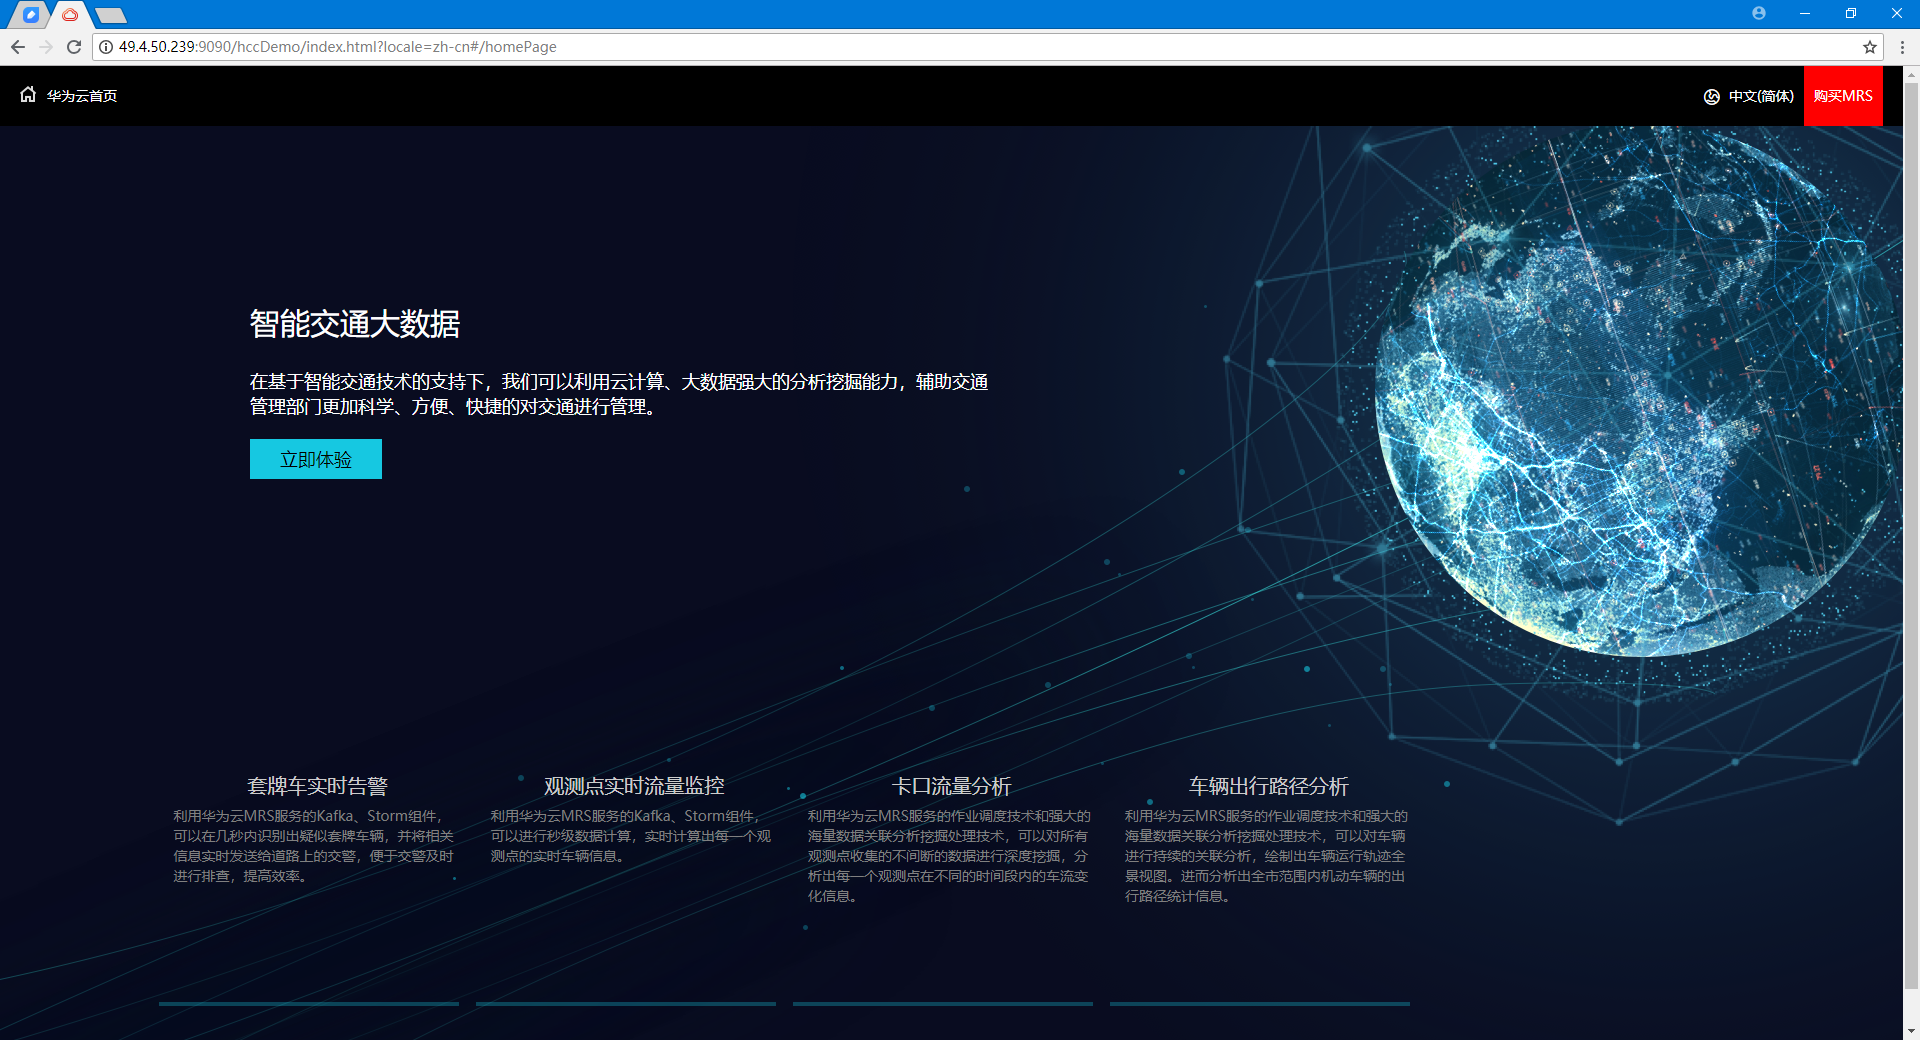 49.4.50.239:9090/hccDemo/index.html?locale=zh-cn#/homePage
华为云首页
中文(简体)
购买MRS
智能交通大数据
在基于智能交通技术的支持下，我们可以利用云计算、大数据强大的分析挖掘能力，辅助交通
管理部门更加科学、方便、快捷的对交通进行管理。
立即体验
套牌车实时告警
利用华为云MRS服务的Kafka、Storm组件，
可以在几秒内识别出疑似套牌车辆，并将相关
信息实时发送给道路上的交警，便于交警及时
进行排查，提高效率。
观测点实时流量监控
利用华为云MRS服务的Kafka、Storm组件，
可以进行秒级数据计算，实时计算出每一个观
测点的实时车辆信息。
卡口流量分析
利用华为云MRS服务的作业调度技术和强大的
海量数据关联分析挖掘处理技术，可以对所有
观测点收集的不间断的数据进行深度挖掘，分
析出每一个观测点在不同的时间段内的车流变
化信息。
车辆出行路径分析
利用华为云MRS服务的作业调度技术和强大的
海量数据关联分析挖掘处理技术，可以对车辆
进行持续的关联分析，绘制出车辆运行轨迹全
景视图。进而分析出全市范围内机动车辆的出
行路径统计信息。